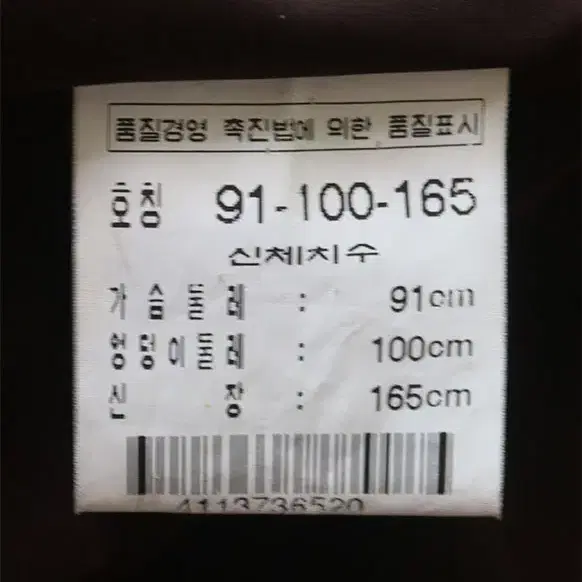 품질경영 촉진법에 의한 품질표시
호칭 91-100-165
신체치수
가슴둘레 : 91cm
엉덩이둘레 : 100cm
신장 : 165cm
4113736520